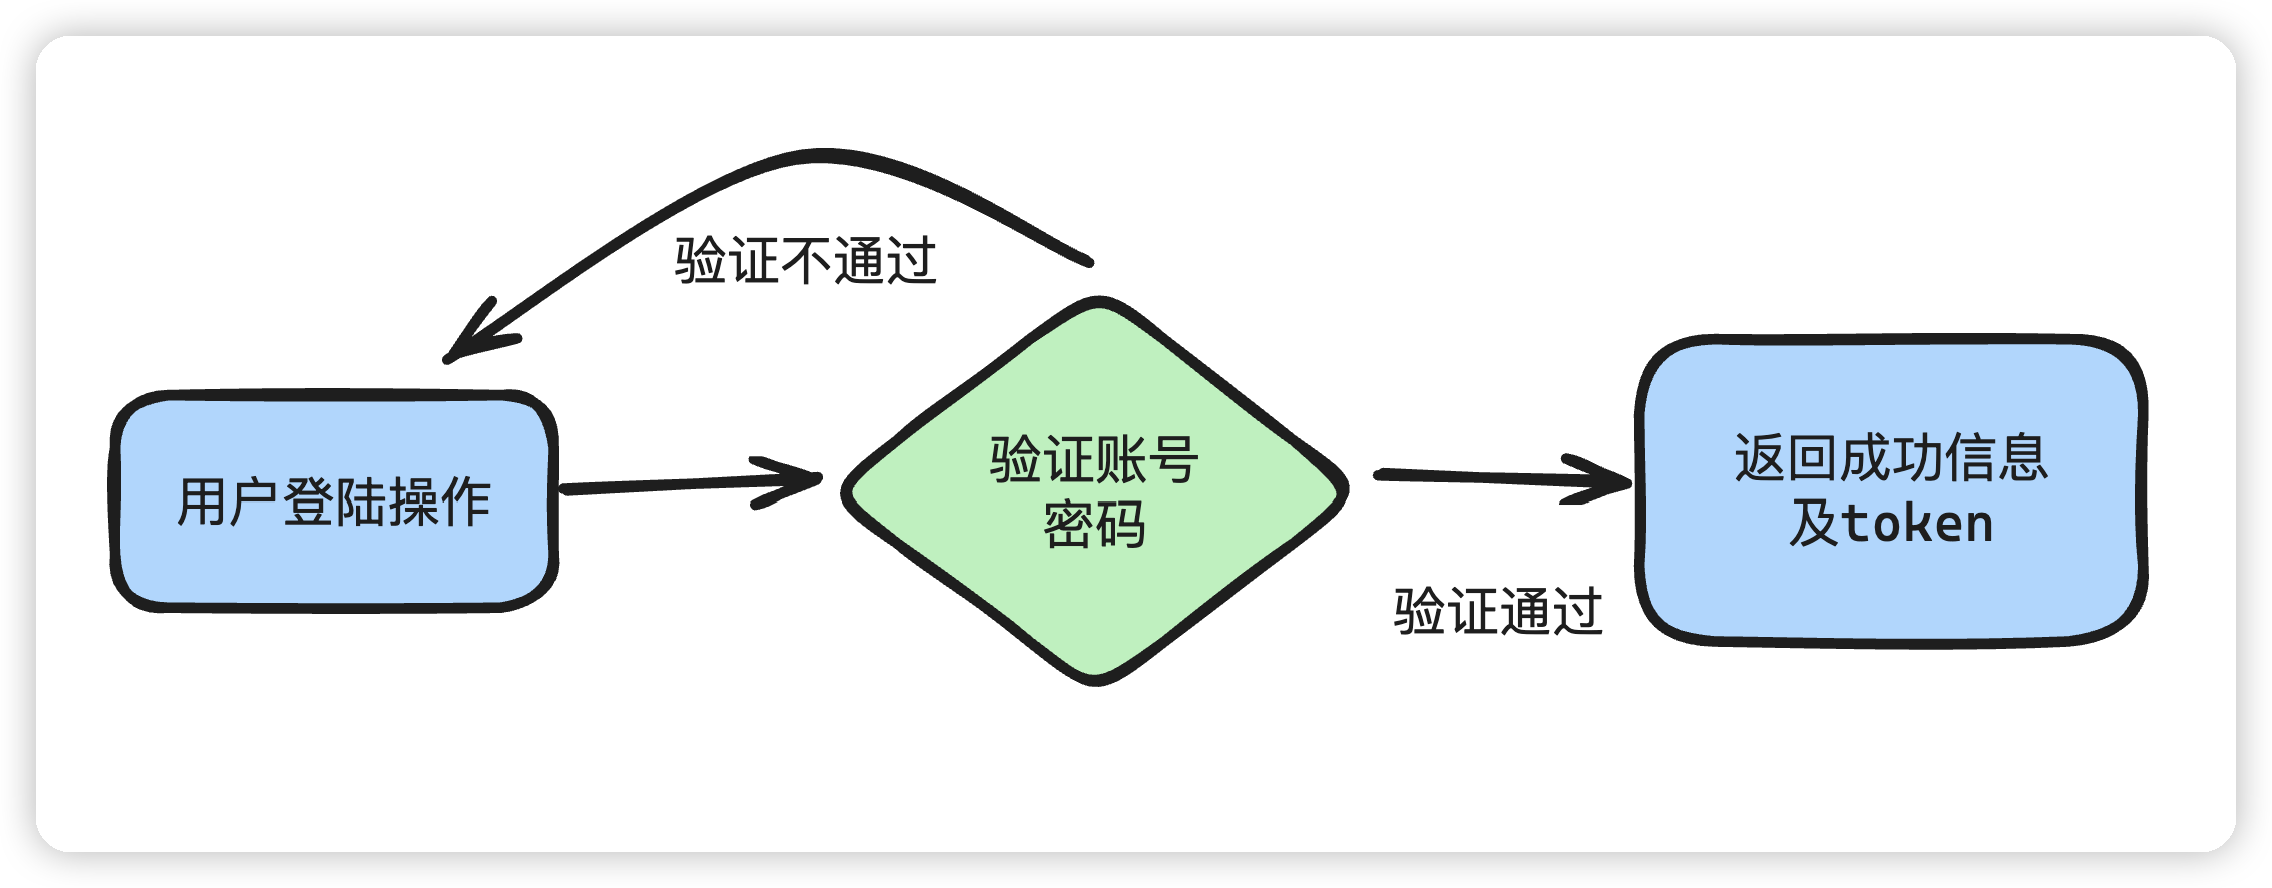 验证不通过
用户登陆操作
验证账号
密码
验证通过
返回成功信息
及token